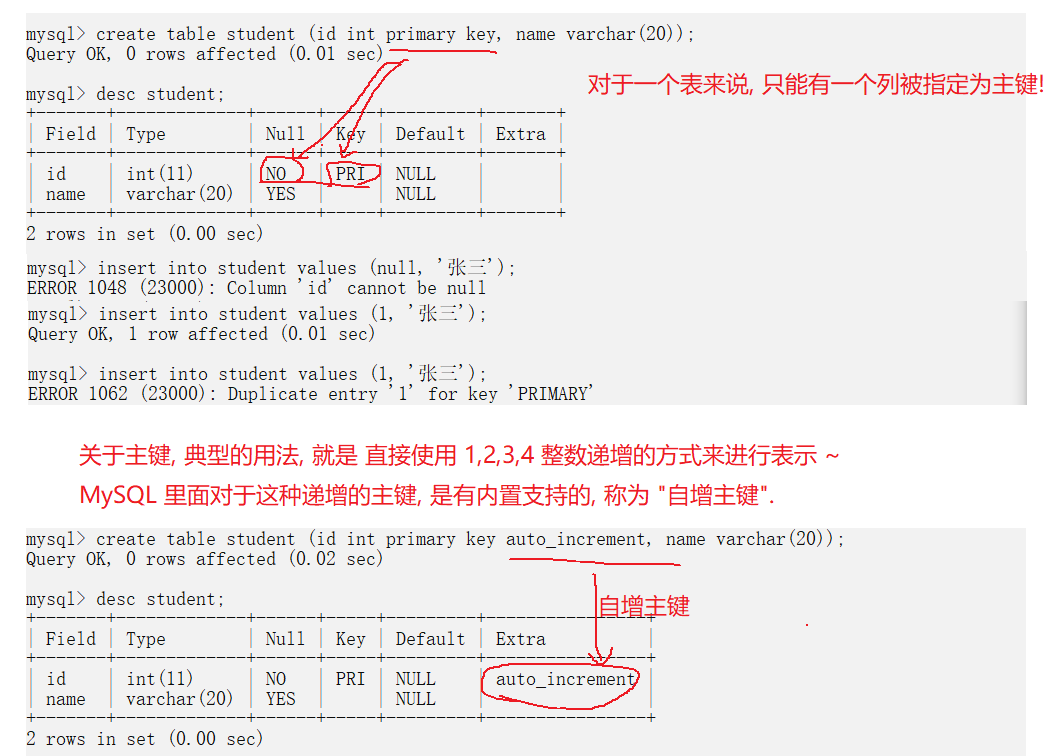 mysql> create table student (id int primary key, name varchar(20));
Query OK, 0 rows affected (0.01 sec)
对于一个表来说, 只能有一个列被指定为主键!
mysql> desc student;
+-------+-------------+------+-----+---------+-------+
| Field | Type | Null | Key | Default | Extra |
+-------+-------------+------+-----+---------+-------+
| id | int(11) | NO | PRI | NULL | |
| name | varchar(20) | YES | | NULL | |
+-------+-------------+------+-----+---------+-------+
2 rows in set (0.00 sec)
mysql> insert into student values (null, '张三');
ERROR 1048 (23000): Column 'id' cannot be null
mysql> insert into student values (1, '张三');
Query OK, 1 row affected (0.01 sec)
mysql> insert into student values (1, '张三');
ERROR 1062 (23000): Duplicate entry '1' for key 'PRIMARY'
关于主键, 典型的用法, 就是 直接使用 1,2,3,4 整数递增的方式来进行表示 ~
MySQL 里面对于这种递增的主键, 是有内置支持的, 称为 "自增主键".
mysql> create table student (id int primary key auto_increment, name varchar(20));
Query OK, 0 rows affected (0.02 sec)
mysql> desc student;
自增主键
+-------+-------------+------+-----+---------+----------------+
| Field | Type | Null | Key | Default | Extra |
+-------+-------------+------+-----+---------+----------------+
| id | int(11) | NO | PRI | NULL | auto_increment |
| name | varchar(20) | YES | | NULL | |
+-------+-------------+------+-----+---------+----------------+
2 rows in set (0.00 sec)